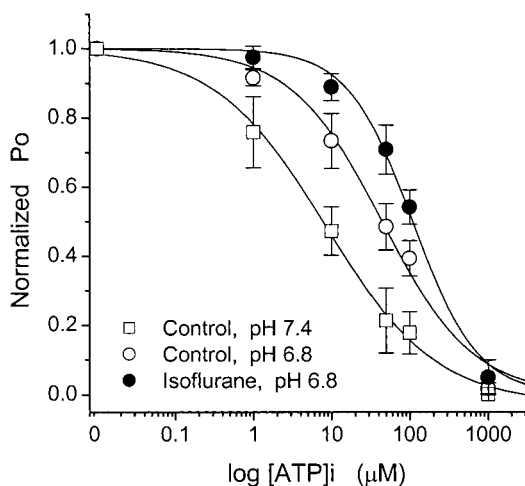 Normalized Po
1.0
0.8
0.6
0.4
0.2
0.0
Control, pH 7.4
Control, pH 6.8
Isoflurane, pH 6.8
0 0.1 1 10 100 1000
log [ATP]i (μM)